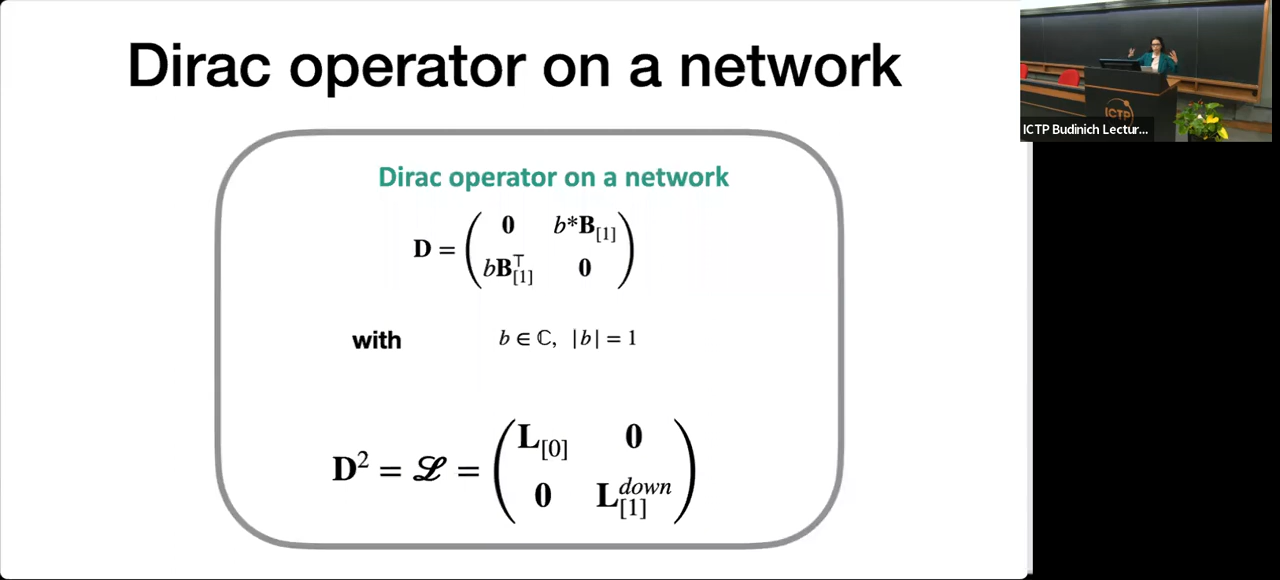 Dirac operator on a network
Dirac operator on a network
D = ( 0 b*B[1] bB⊤[1] 0 )
with b ∈ ℂ, |b| = 1
D² = ℒ = ( L[0] 0 0 L[1]^down )
ICTP
ICTP Budinich Lectur...